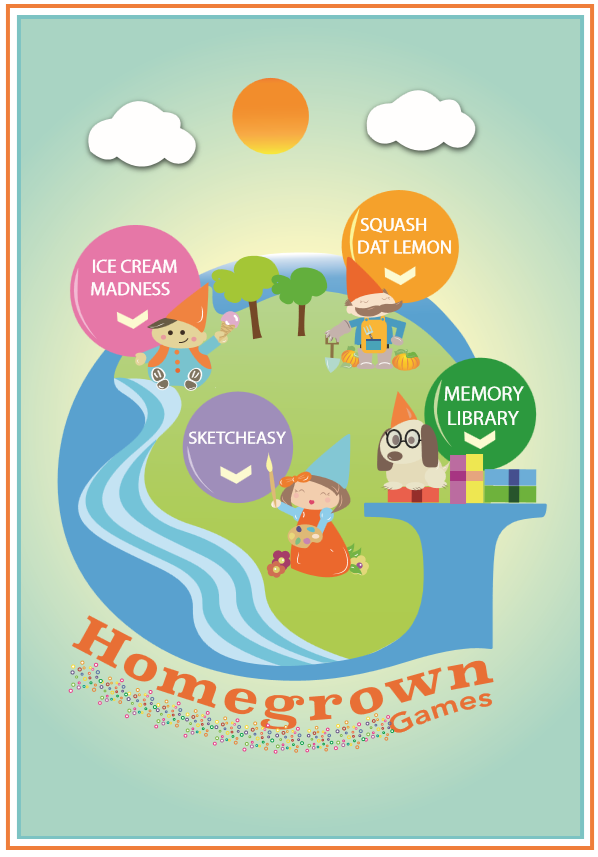 SQUASH
DAT LEMON
ICE CREAM
MADNESS
MEMORY
LIBRARY
SKETCHEASY
Homegrown
Games